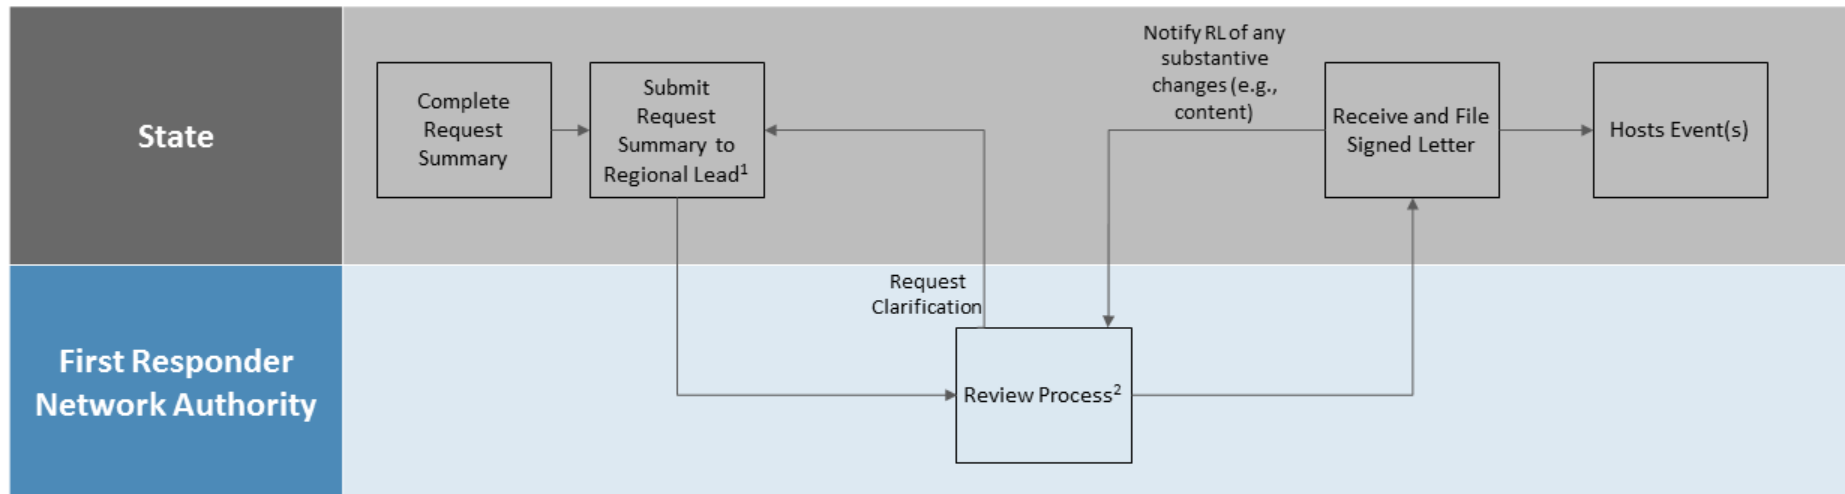 State
Complete
Request
Summary
Submit
Request
Summary to
Regional Lead¹
Notify RL of any
substantive
changes (e.g.,
content)
Receive and File
Signed Letter
Hosts Event(s)
First Responder
Network Authority
Request
Clarification
Review Process²